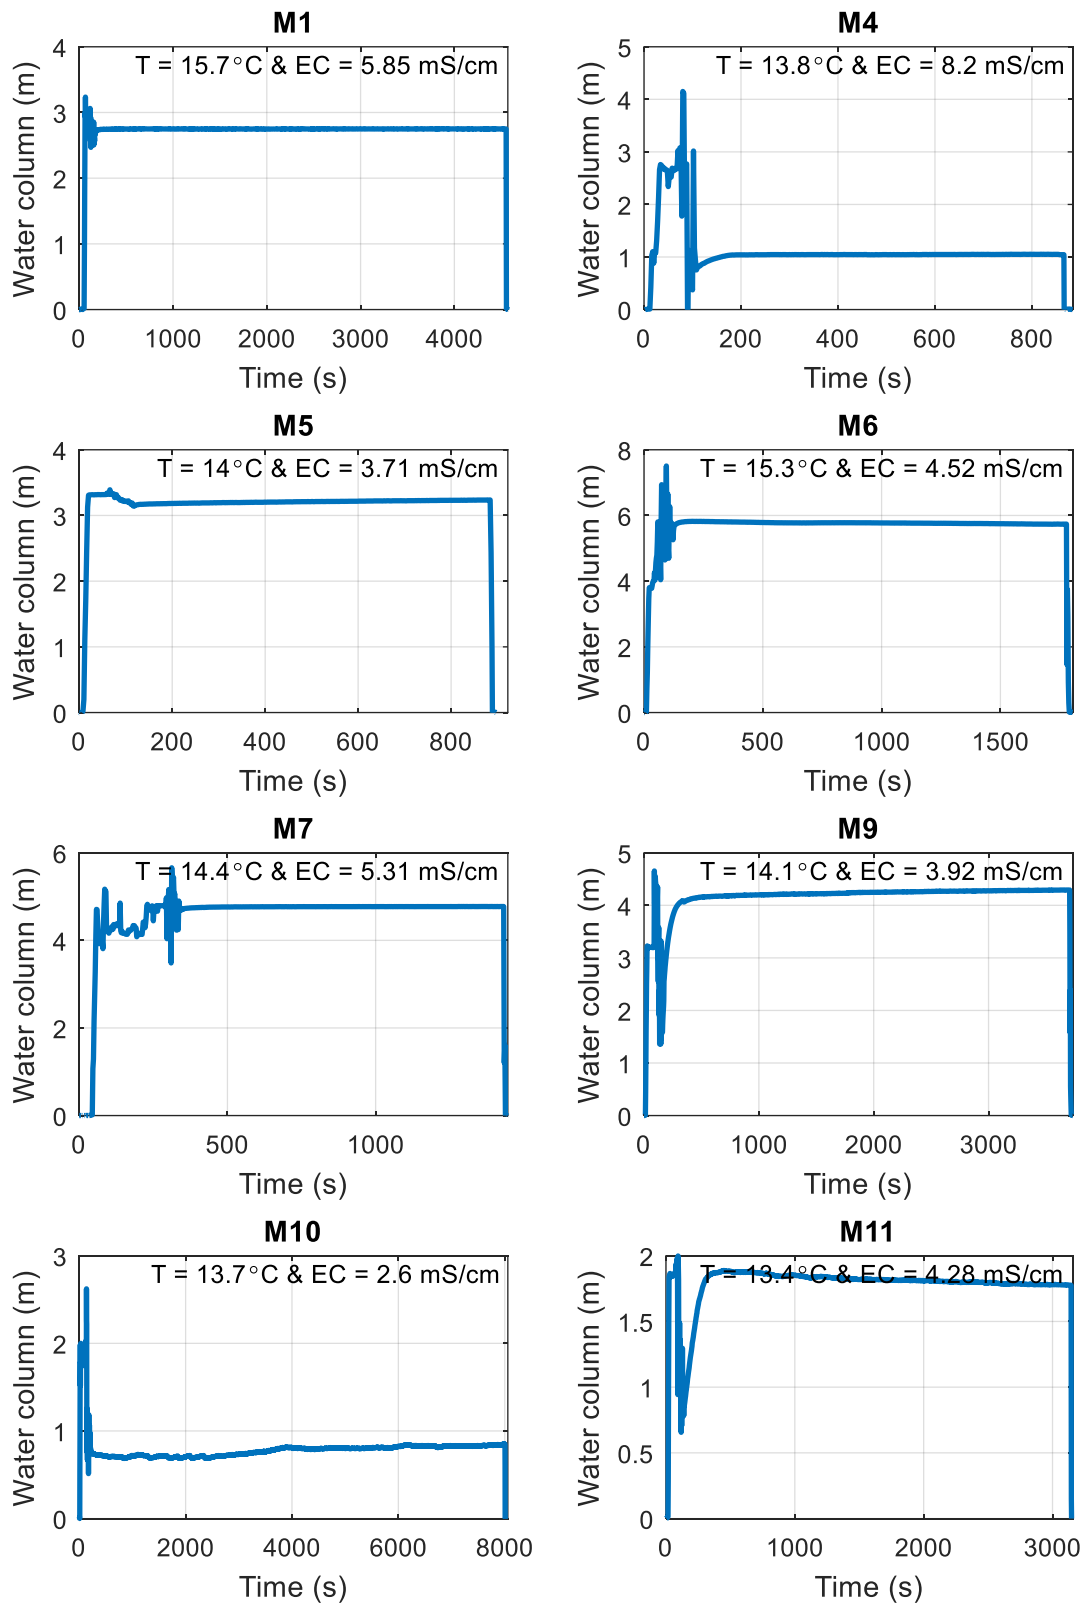 M1
T = 15.7°C & EC = 5.85 mS/cm
Water column (m)
4
3
2
1
0
0 1000 2000 3000 4000
Time (s)
M4
T = 13.8°C & EC = 8.2 mS/cm
Water column (m)
5
4
3
2
1
0
0 200 400 600 800
Time (s)
M5
T = 14°C & EC = 3.71 mS/cm
Water column (m)
4
3
2
1
0
0 200 400 600 800
Time (s)
M6
T = 15.3°C & EC = 4.52 mS/cm
Water column (m)
8
6
4
2
0
0 500 1000 1500
Time (s)
M7
T = 14.4°C & EC = 5.31 mS/cm
Water column (m)
6
4
2
0
0 500 1000
Time (s)
M9
T = 14.1°C & EC = 3.92 mS/cm
Water column (m)
5
4
3
2
1
0
0 1000 2000 3000
Time (s)
M10
T = 13.7°C & EC = 2.6 mS/cm
Water column (m)
3
2
1
0
0 2000 4000 6000 8000
Time (s)
M11
T = 13.4°C & EC = 4.28 mS/cm
Water column (m)
2
1.5
1
0.5
0
0 1000 2000 3000
Time (s)